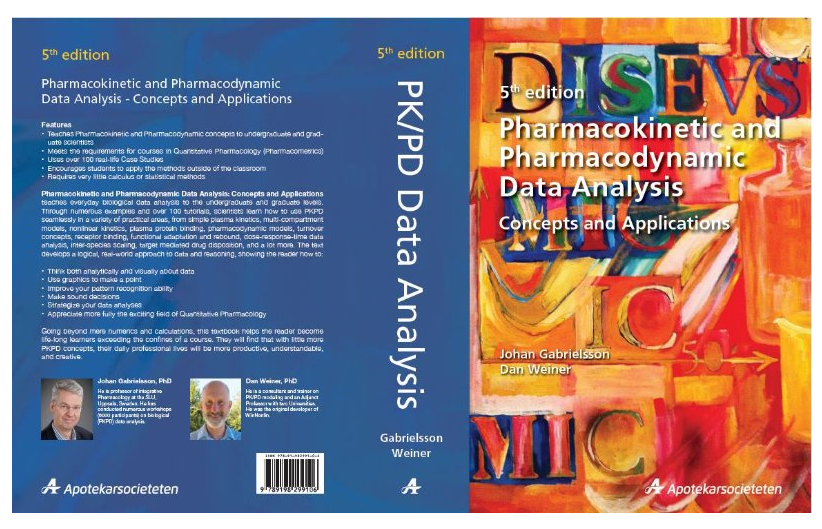 5th edition
Pharmacokinetic and Pharmacodynamic
Data Analysis - Concepts and Applications
Features
• Teaches Pharmacokinetic and Pharmacodynamic concepts to undergraduate and grad-
uate scientists
• Meets the requirements for courses in Quantitative Pharmacology (Pharmacometrics)
• Uses over 100 real-life Case Studies
• Encourages students to apply the methods outside of the classroom
• Requires very little calculus or statistical methods
Pharmacokinetic and Pharmacodynamic Data Analysis: Concepts and Applications
teaches everyday biological data analysis to the undergraduate and graduate levels.
Through numerous examples and over 100 tutorials, scientists learn how to use PKPD
seamlessly in a variety of practical areas, from simple plasma kinetics, multi-compartment
models, nonlinear kinetics, plasma protein binding, pharmacodynamic models, turnover
concepts, receptor binding, functional adaptation and rebound, dose-response-time data
analysis, inter-species scaling, target mediated drug disposition, and a lot more. The text
develops a logical, real-world approach to data and reasoning, showing the reader how to:
• Think both analytically and visually about data
• Use graphics to make a point
• Improve your pattern recognition ability
• Make sound decisions
• Strategize your data analyses
• Appreciate more fully the exciting field of Quantitative Pharmacology
Going beyond mere numerics and calculations, this textbook helps the reader become
life-long learners exceeding the confines of a course. They will find that with little more
PKPD concepts, their daily professional lives will be more productive, understandable,
and creative.
Johan Gabrielsson, PhD
He is professor of Integrative
Pharmacology at the SLU,
Uppsala, Sweden. He has
conducted numerous workshops
(6000 participants) on biological
(PKPD) data analysis.
Dan Weiner, PhD
He is a consultant and trainer on
PK/PD modeling and an Adjunct
Professor with two Universities.
He was the original developer of
WinNonlin.
Apotekarsocieteten
9 789198 299106
5th edition
PK/PD Data Analysis
Gabrielsson
Weiner
DISEVS
5th edition
Pharmacokinetic and
Pharmacodynamic
Data Analysis
Concepts and Applications
MIC
IC
50
Johan Gabrielsson
Dan Weiner
MIC
Apotekarsocieteten